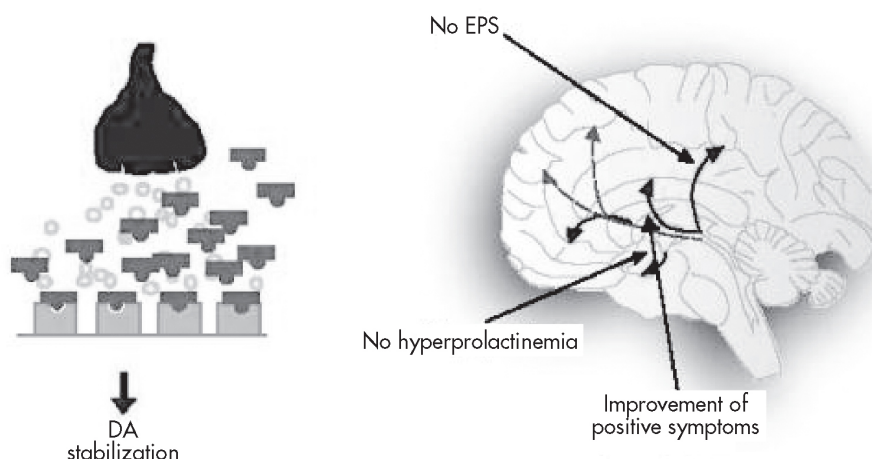 No EPS
No hyperprolactinemia
Improvement of
positive symptoms
DA
stabilization